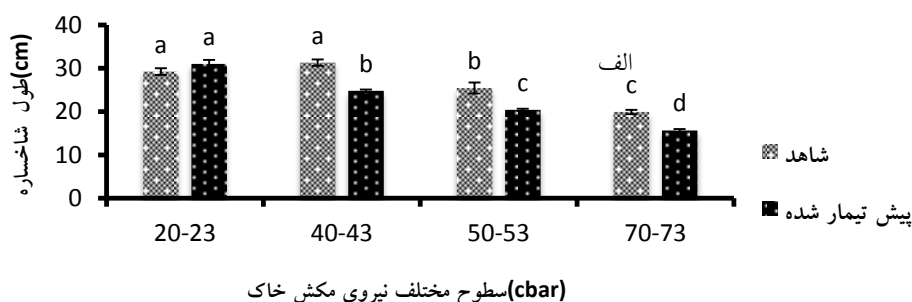 40
30
20
10
0
طول شاخساره(cm)
a a a b b c c d
الف
20-23 40-43 50-53 70-73
سطوح مختلف نیروی مکش خاک(cbar)
شاهد
پیش تیمار شده